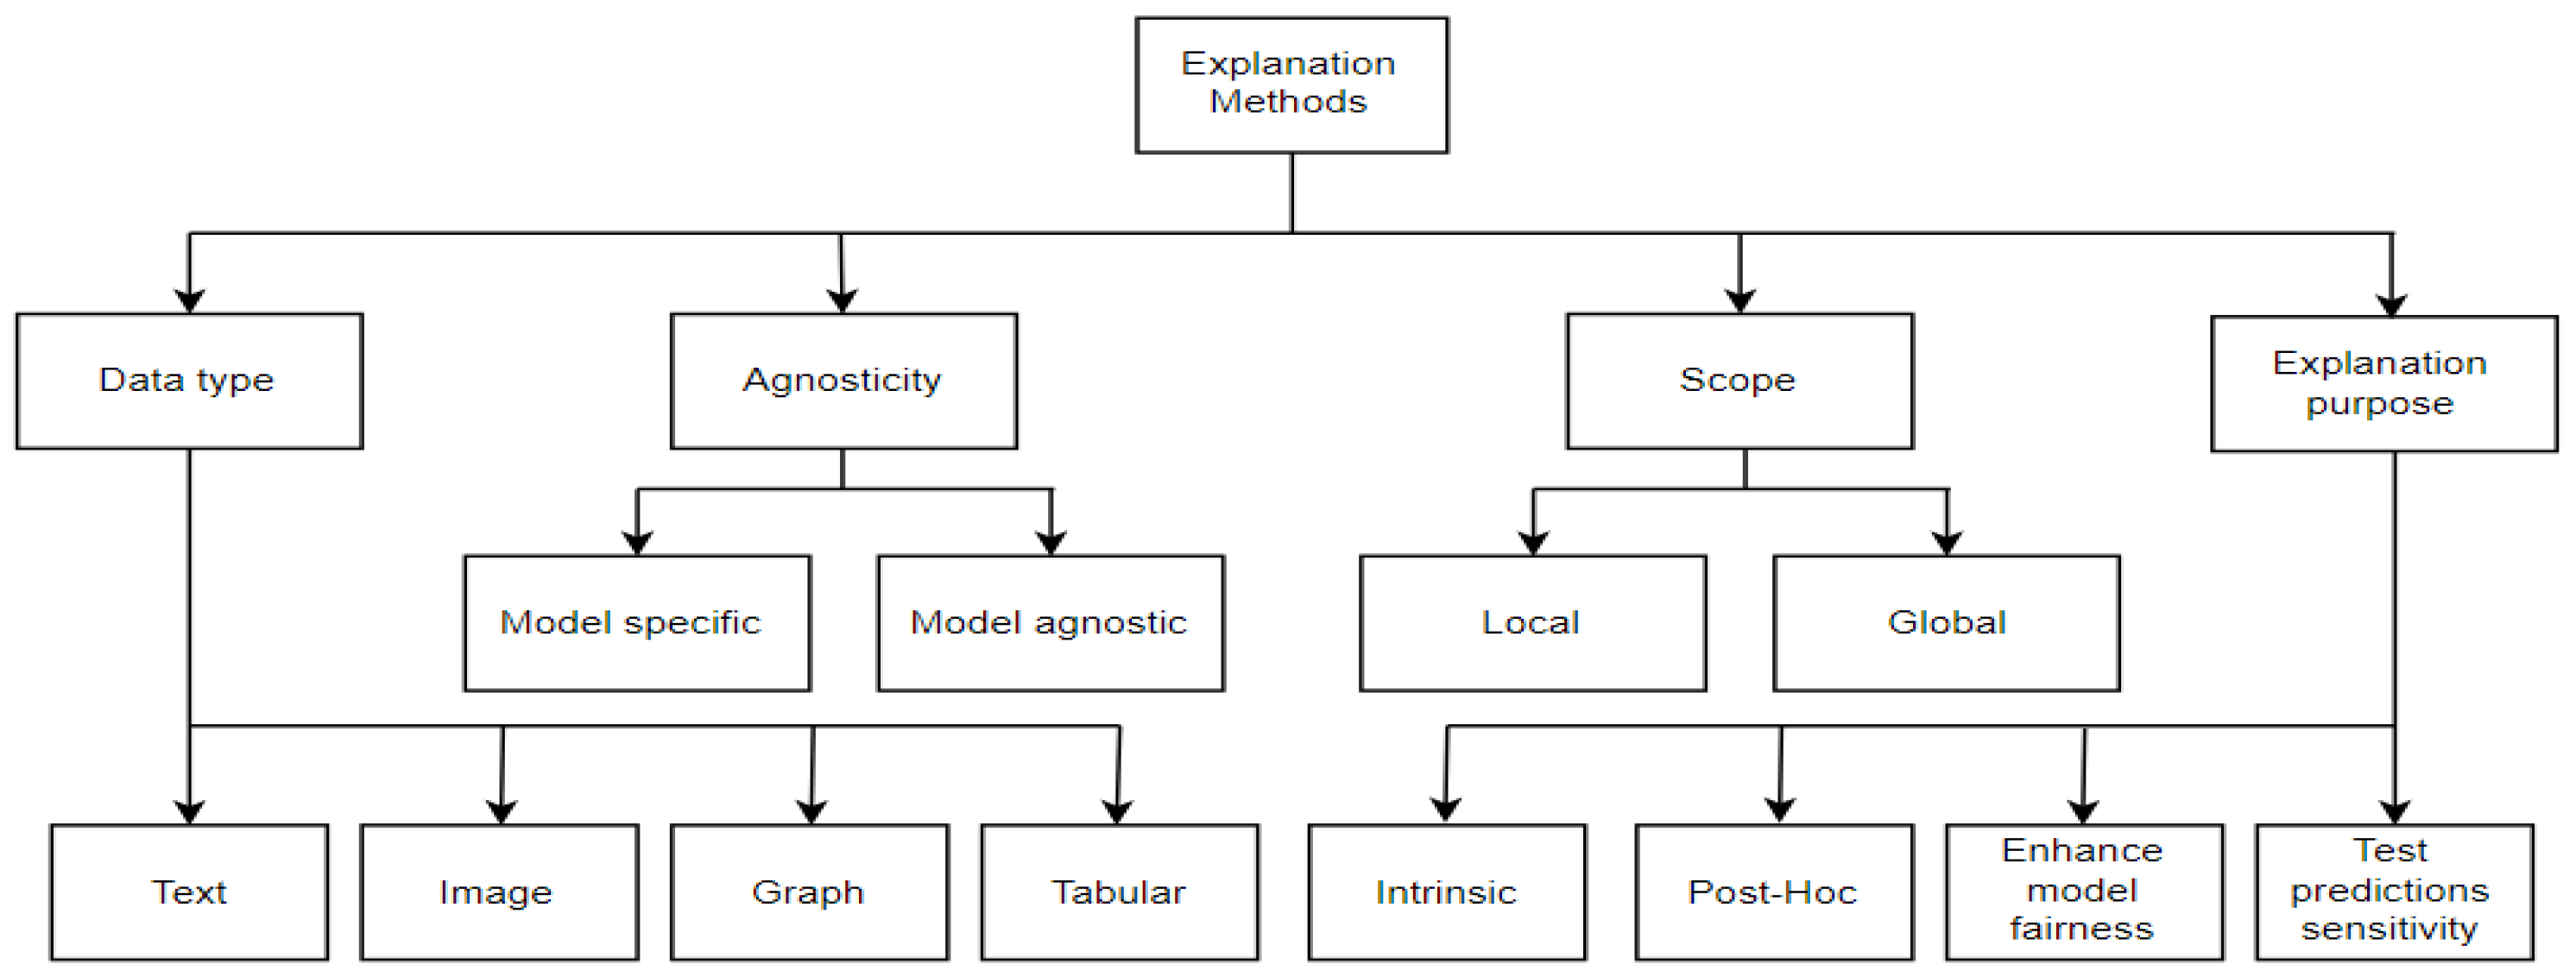 Explanation
Methods
Data type
Agnosticity
Scope
Explanation
purpose
Model specific
Model agnostic
Local
Global
Text
Image
Graph
Tabular
Intrinsic
Post-Hoc
Enhance
model
fairness
Test
predictions
sensitivity